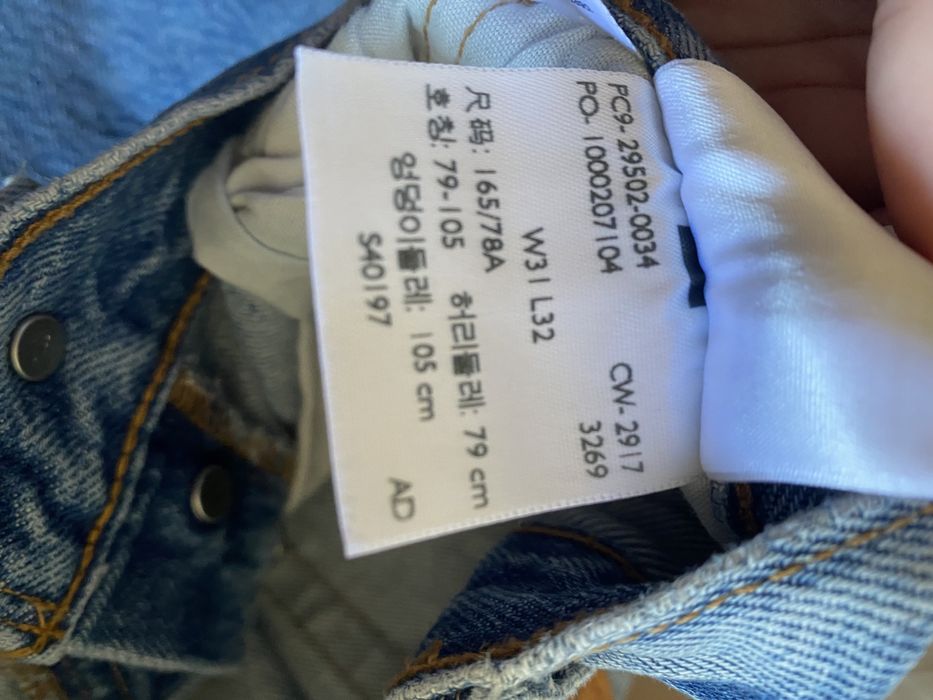 PC9-29502-0034 CW- 2917
PO- 1000207104 3269
W31 L32
尺码: 165/78A
호칭: 79-105 허리둘레: 79 cm
엉덩이둘레: 105 cm
S40197 AD